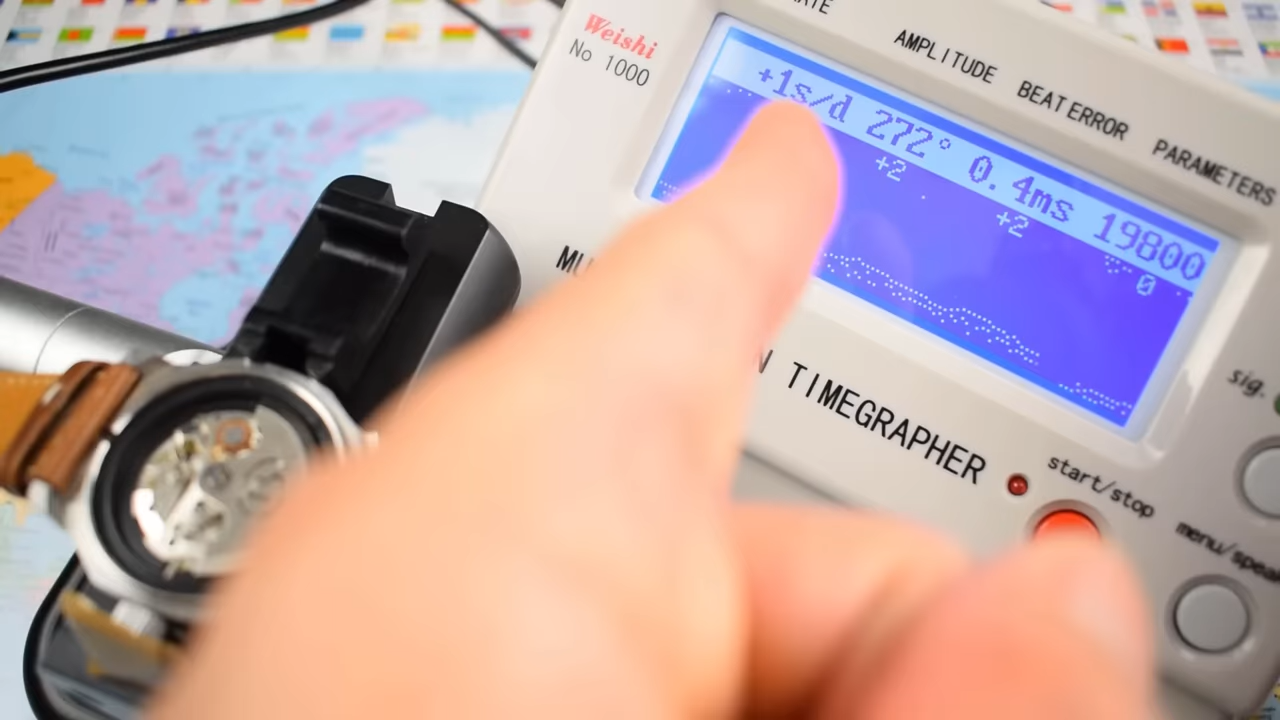 Weishi
No 1000
AMPLITUDE
BEAT ERROR
PARAMETERS
+1s/d 272° 0.4ms 19800
+2
+2
0
TIMEGRAPHER
sig.
start/stop